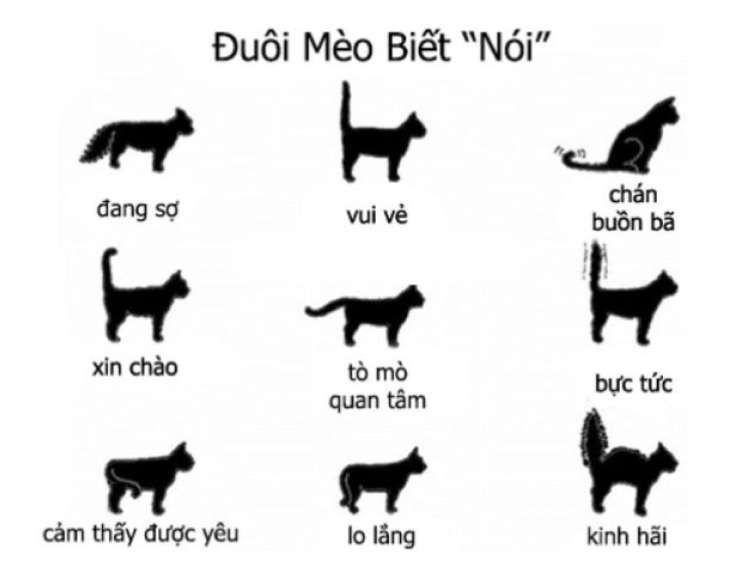 Đuôi Mèo Biết “Nói”
đang sợ
vui vẻ
chán
buồn bã
xin chào
tò mò
quan tâm
bực tức
cảm thấy được yêu
lo lắng
kinh hãi